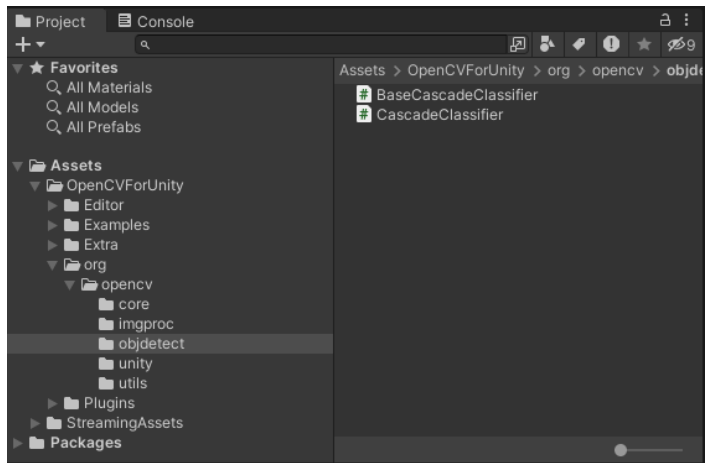 Project
Console
9
Favorites
All Materials
All Models
All Prefabs
Assets
OpenCVForUnity
Editor
Examples
Extra
org
opencv
core
imgproc
objdetect
unity
utils
Plugins
StreamingAssets
Packages
Assets > OpenCVForUnity > org > opencv > objde
# BaseCascadeClassifier
# CascadeClassifier